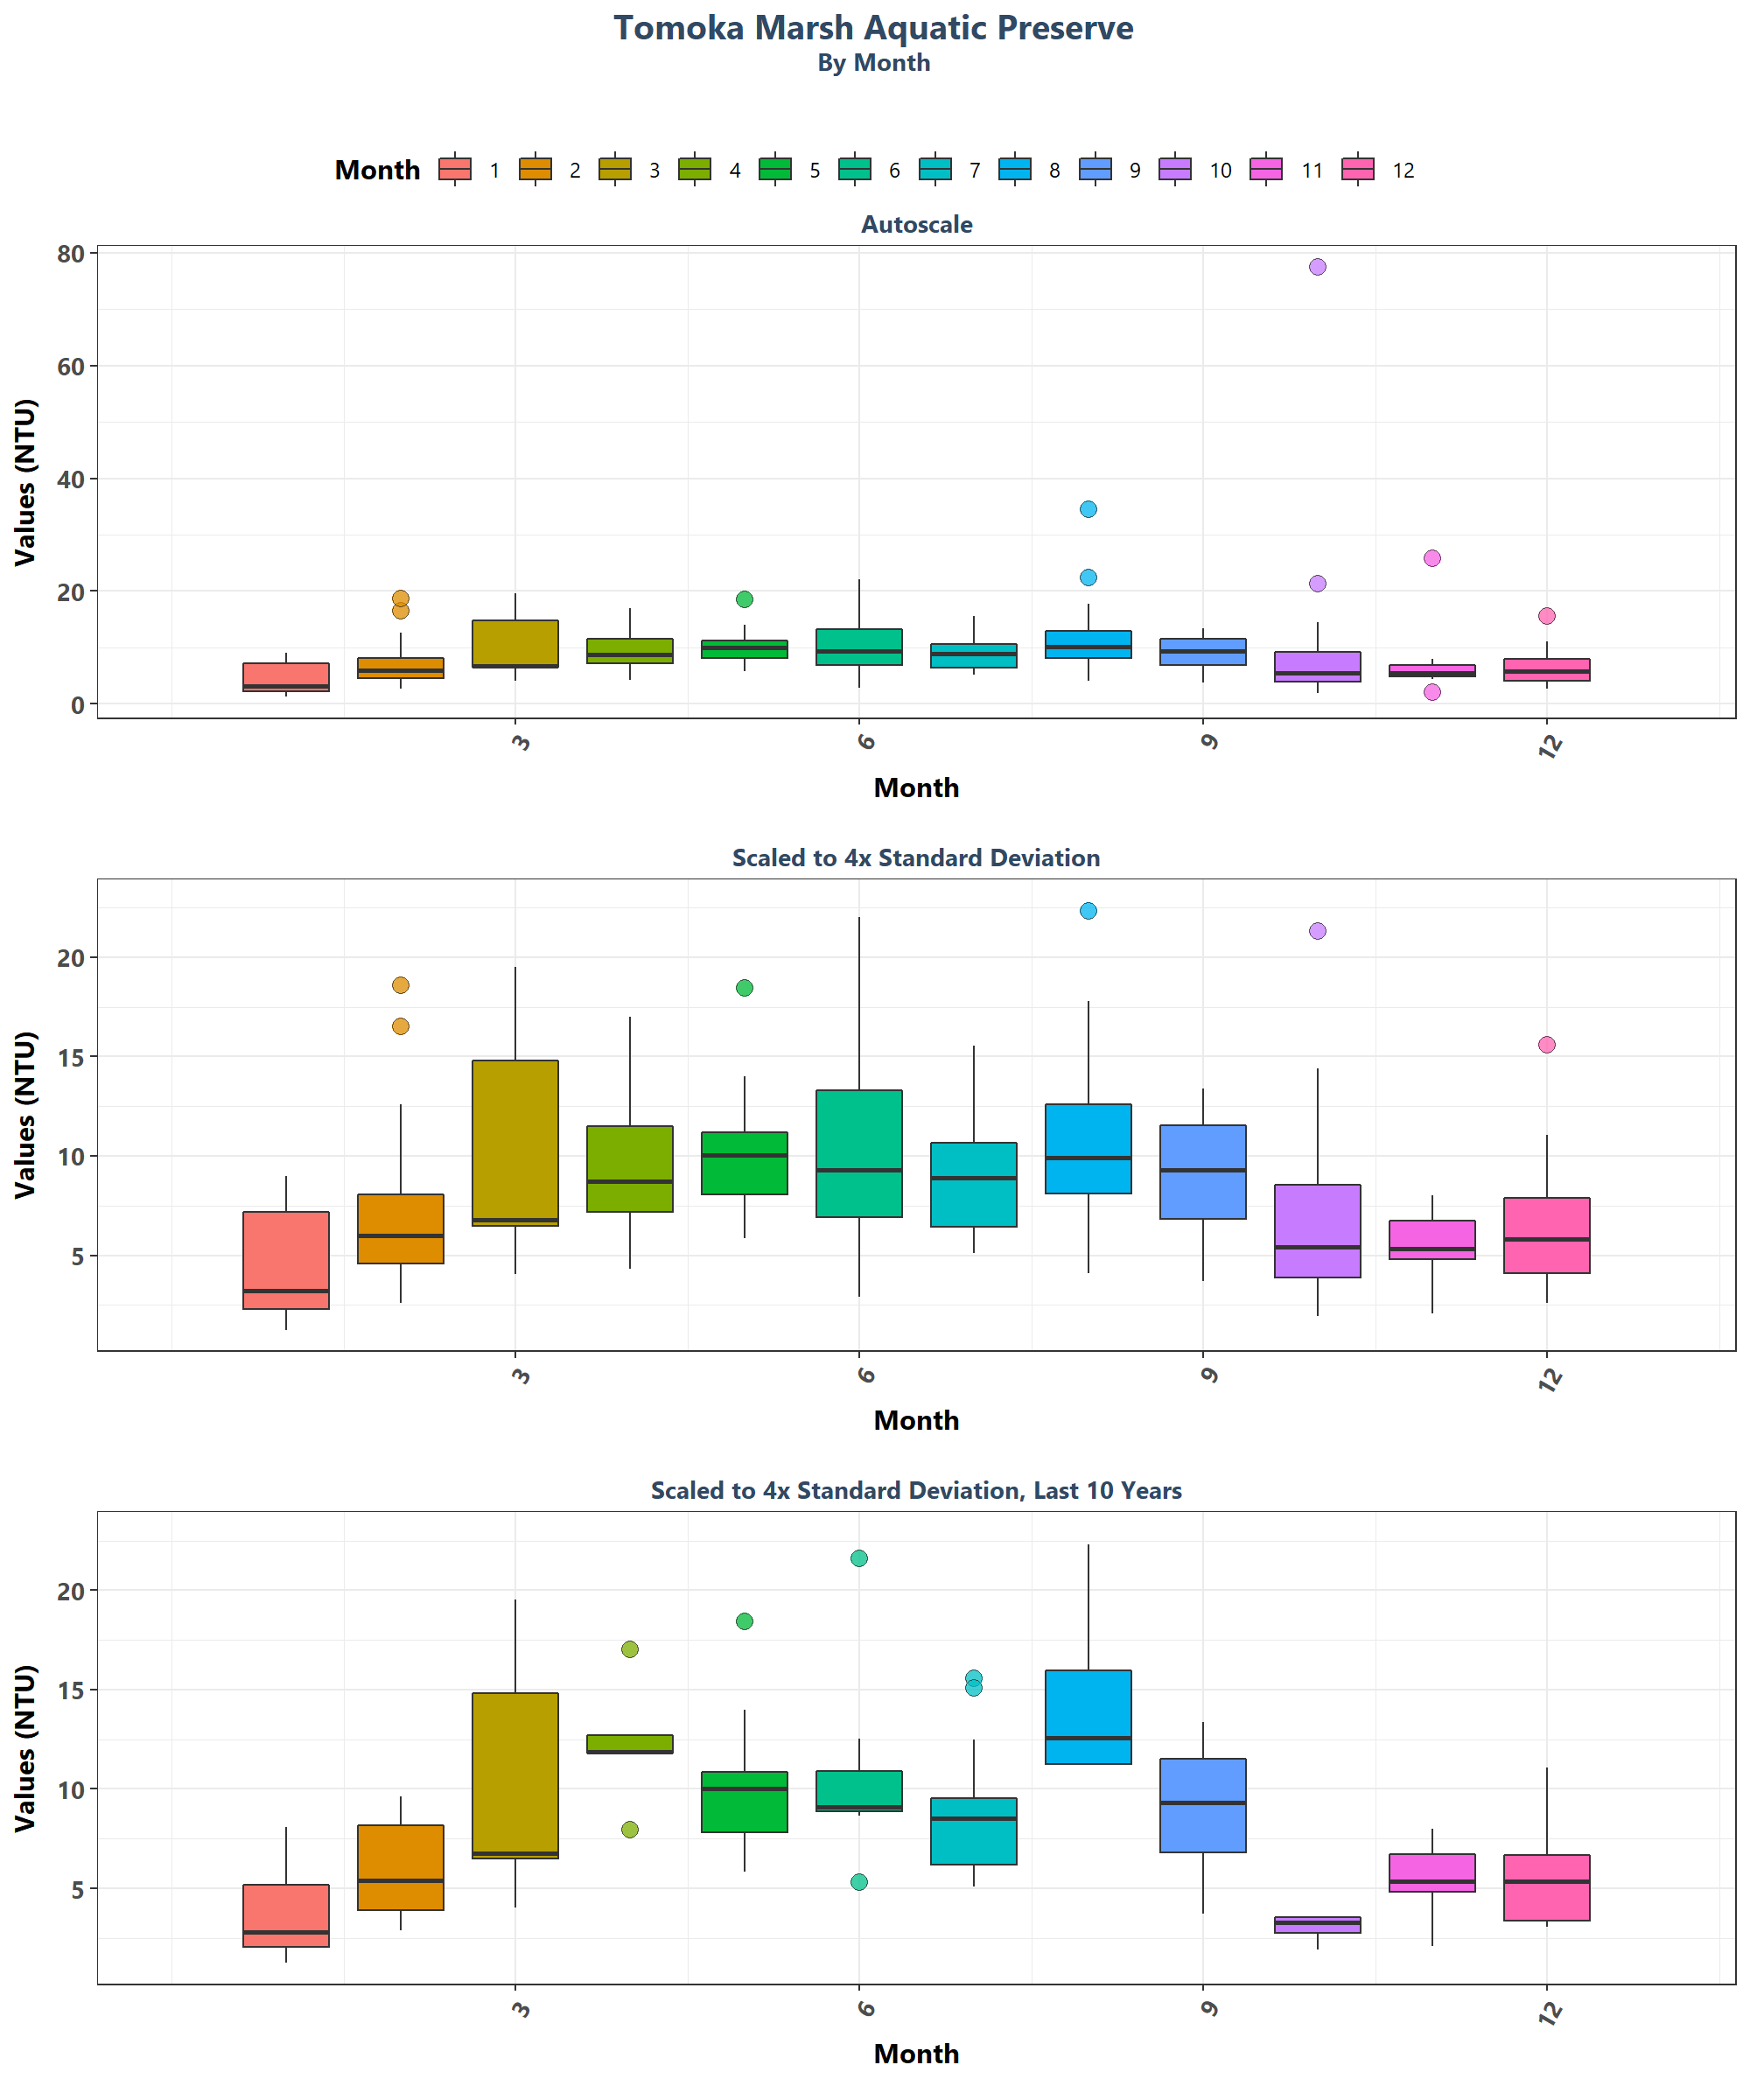 Tomoka Marsh Aquatic Preserve
By Month
Month 1 2 3 4 5 6 7 8 9 10 11 12
Autoscale
80
60
40
20
0
Values (NTU)
3 6 9 12
Month
Scaled to 4x Standard Deviation
20
15
10
5
Values (NTU)
3 6 9 12
Month
Scaled to 4x Standard Deviation, Last 10 Years
20
15
10
5
Values (NTU)
3 6 9 12
Month